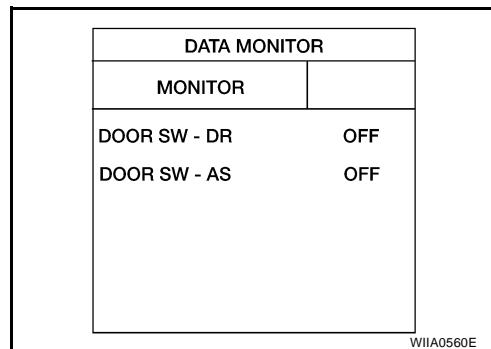 DATA MONITOR
MONITOR
DOOR SW - DR OFF
DOOR SW - AS OFF
WIIA0560E